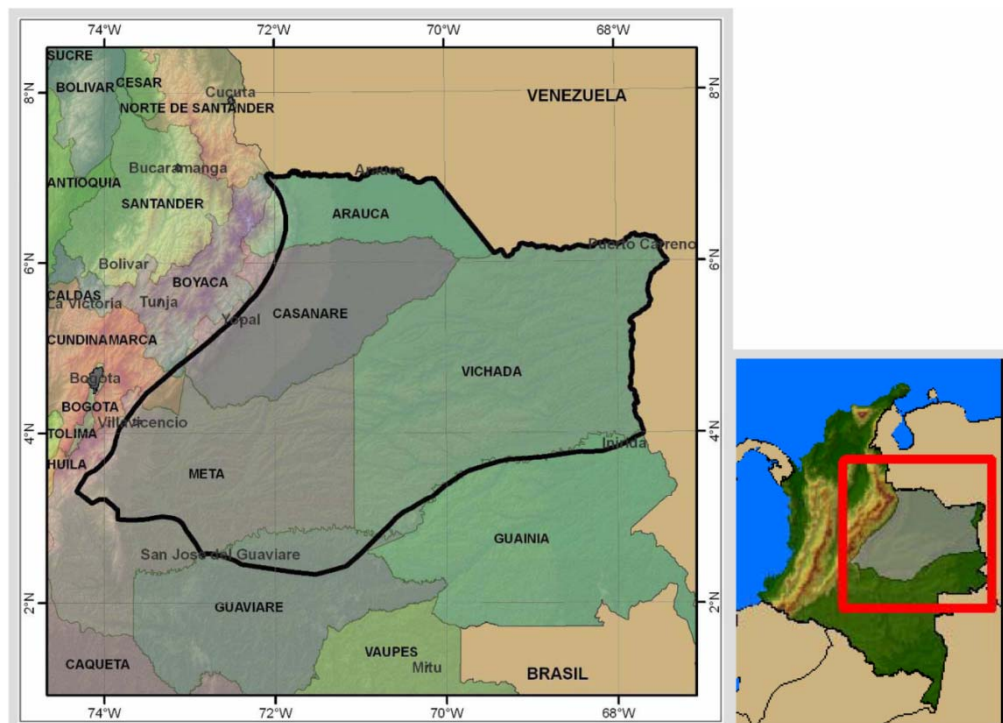 74°W 72°W 70°W 68°W
SUCRE
BOLIVAR CESAR
8°N Cucuta VENEZUELA 8°N
NORTE DE SANTANDER
Bucaramanga Arauca
ANTIOQUIA
SANTANDER ARAUCA
Puerto Carreno
6°N Bolivar 6°N
BOYACA
CALDAS
La Victoria Tunja CASANARE
Yopal
CUNDINAMARCA
Bogota VICHADA
BOGOTA
Villavicencio
4°N TOLIMA Inirida 4°N
HUILA META
GUAINIA
San Jose del Guaviare
2°N GUAVIARE 2°N
VAUPES
CAQUETA Mitu BRASIL
74°W 72°W 70°W 68°W